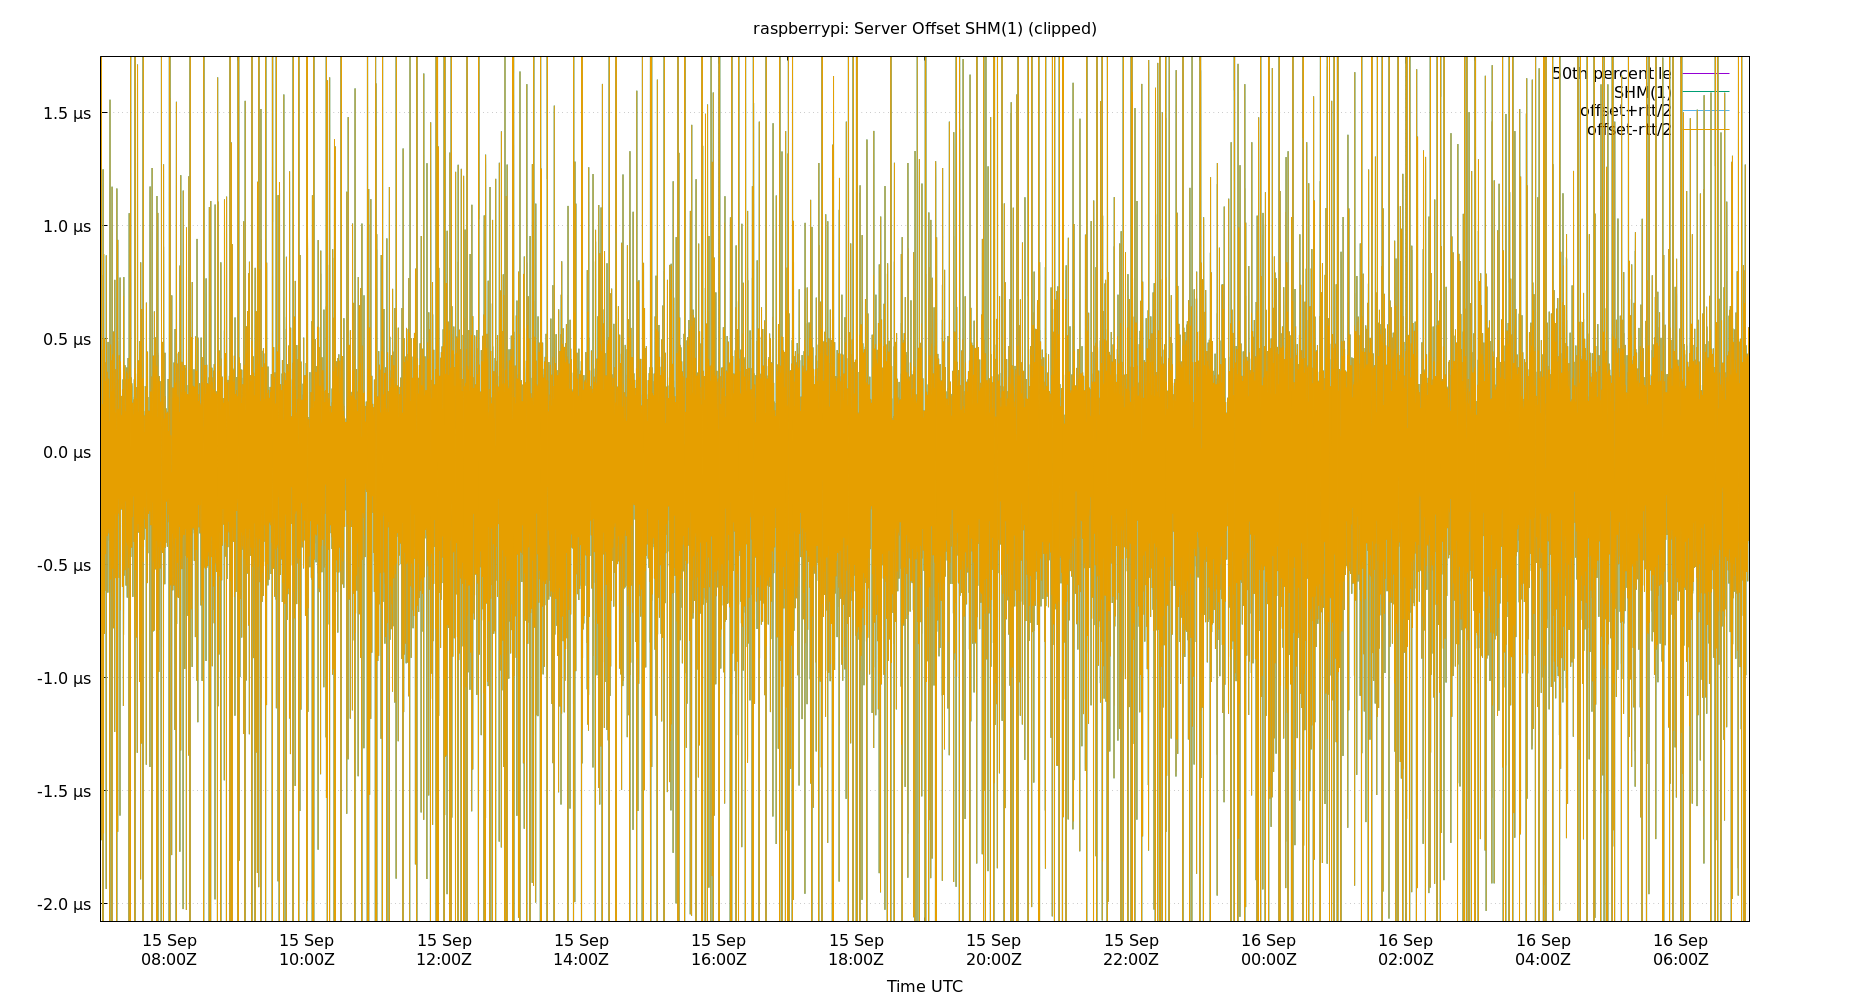 raspberrypi: Server Offset SHM(1) (clipped)
50th percentile
SHM(1)
offset+rtt/2
offset-rtt/2
1.5 µs
1.0 µs
0.5 µs
0.0 µs
-0.5 µs
-1.0 µs
-1.5 µs
-2.0 µs
15 Sep 15 Sep 15 Sep 15 Sep 15 Sep 15 Sep 15 Sep 15 Sep 16 Sep 16 Sep 16 Sep 16 Sep
08:00Z 10:00Z 12:00Z 14:00Z 16:00Z 18:00Z 20:00Z 22:00Z 00:00Z 02:00Z 04:00Z 06:00Z
Time UTC